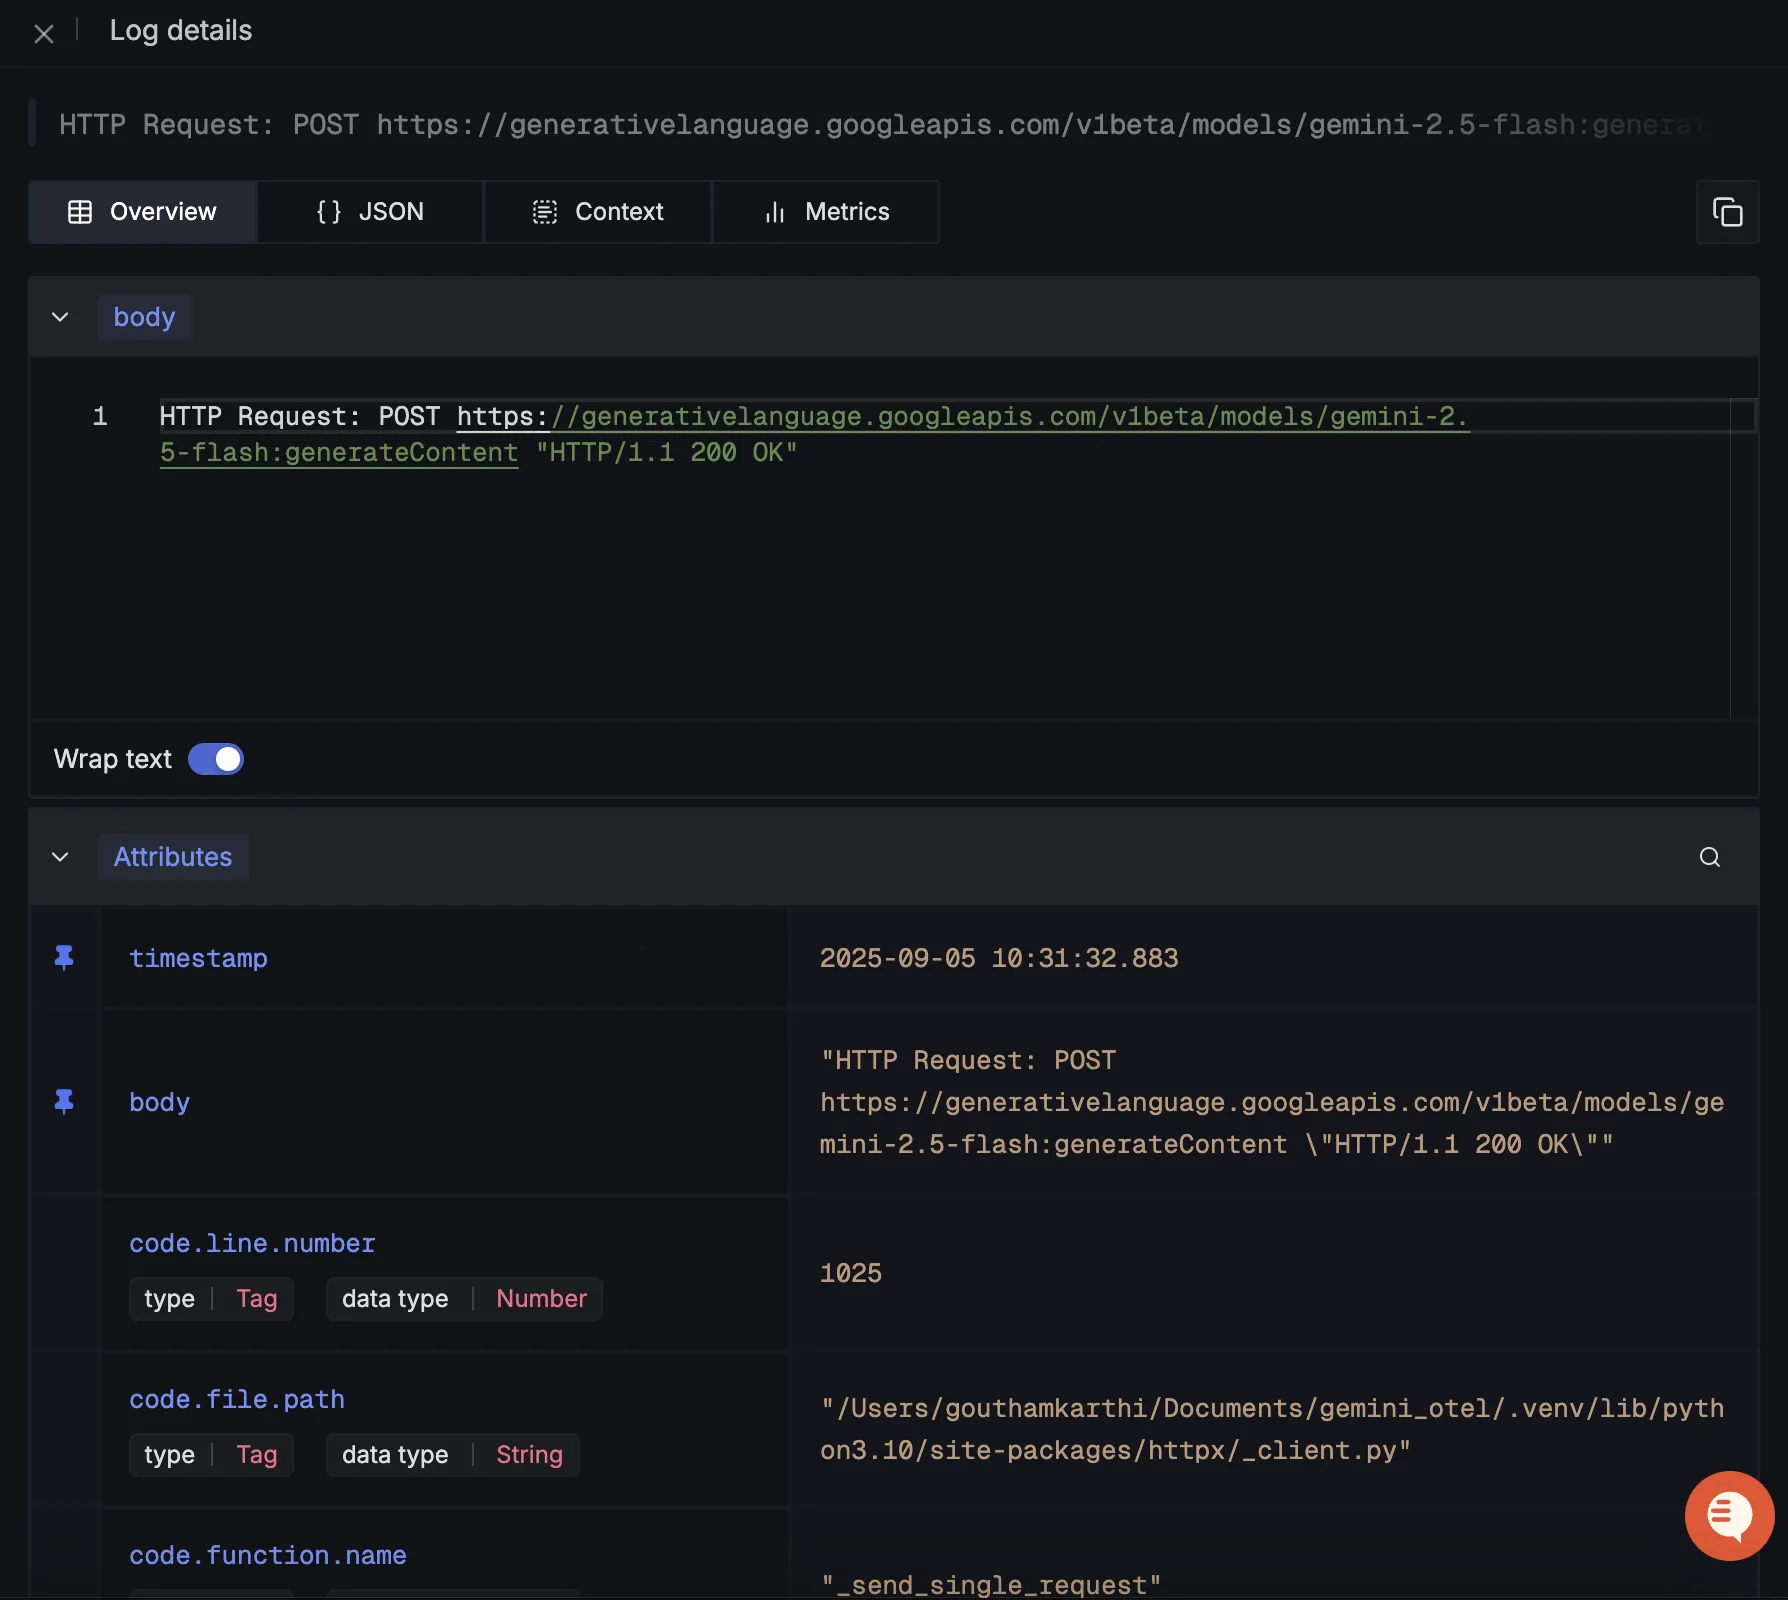 Log details
HTTP Request: POST https://generativelanguage.googleapis.com/v1beta/models/gemini-2.5-flash:generat
Overview
{ } JSON
Context
Metrics
body
1 HTTP Request: POST https://generativelanguage.googleapis.com/v1beta/models/gemini-2.
5-flash:generateContent "HTTP/1.1 200 OK"
Wrap text
Attributes
timestamp
2025-09-05 10:31:32.883
body
"HTTP Request: POST
https://generativelanguage.googleapis.com/v1beta/models/ge
mini-2.5-flash:generateContent \"HTTP/1.1 200 OK\""
code.line.number
type Tag data type Number
1025
code.file.path
type Tag data type String
"/Users/gouthamkarthi/Documents/gemini_otel/.venv/lib/pyth
on3.10/site-packages/httpx/_client.py"
code.function.name
"_send_single_request"